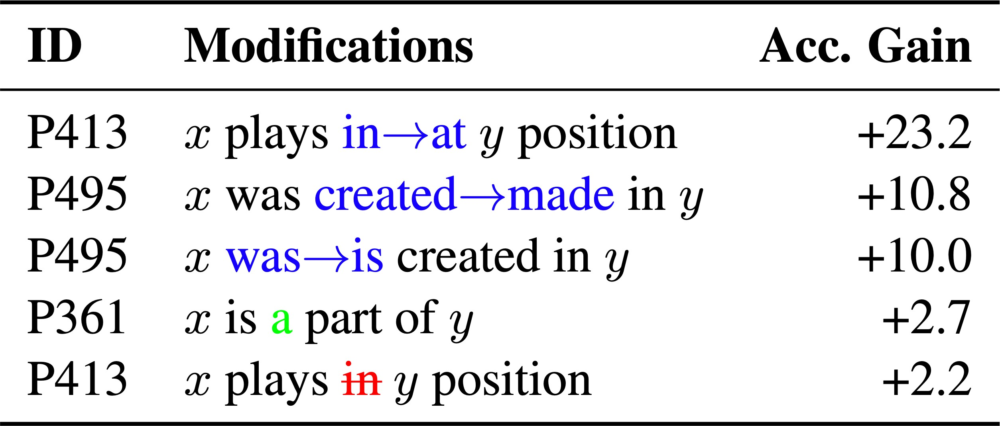 ID Modifications Acc. Gain
P413 x plays in→at y position +23.2
P495 x was created→made in y +10.8
P495 x was→is created in y +10.0
P361 x is a part of y +2.7
P413 x plays in y position +2.2